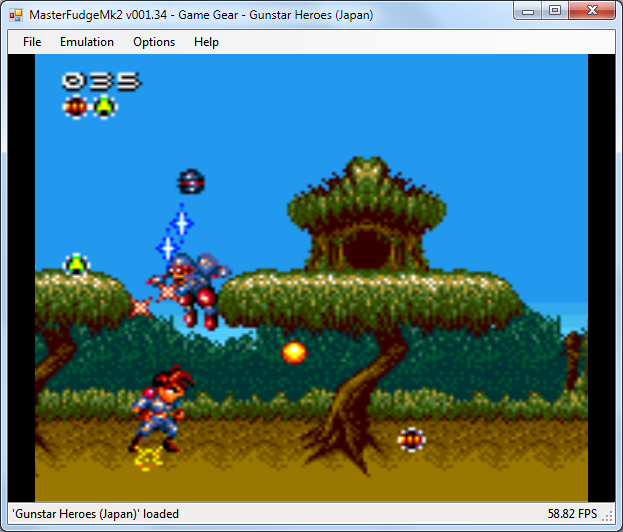 MasterFudgeMk2 v001.34 - Game Gear - Gunstar Heroes (Japan)
File Emulation Options Help
035
'Gunstar Heroes (Japan)' loaded 58.82 FPS